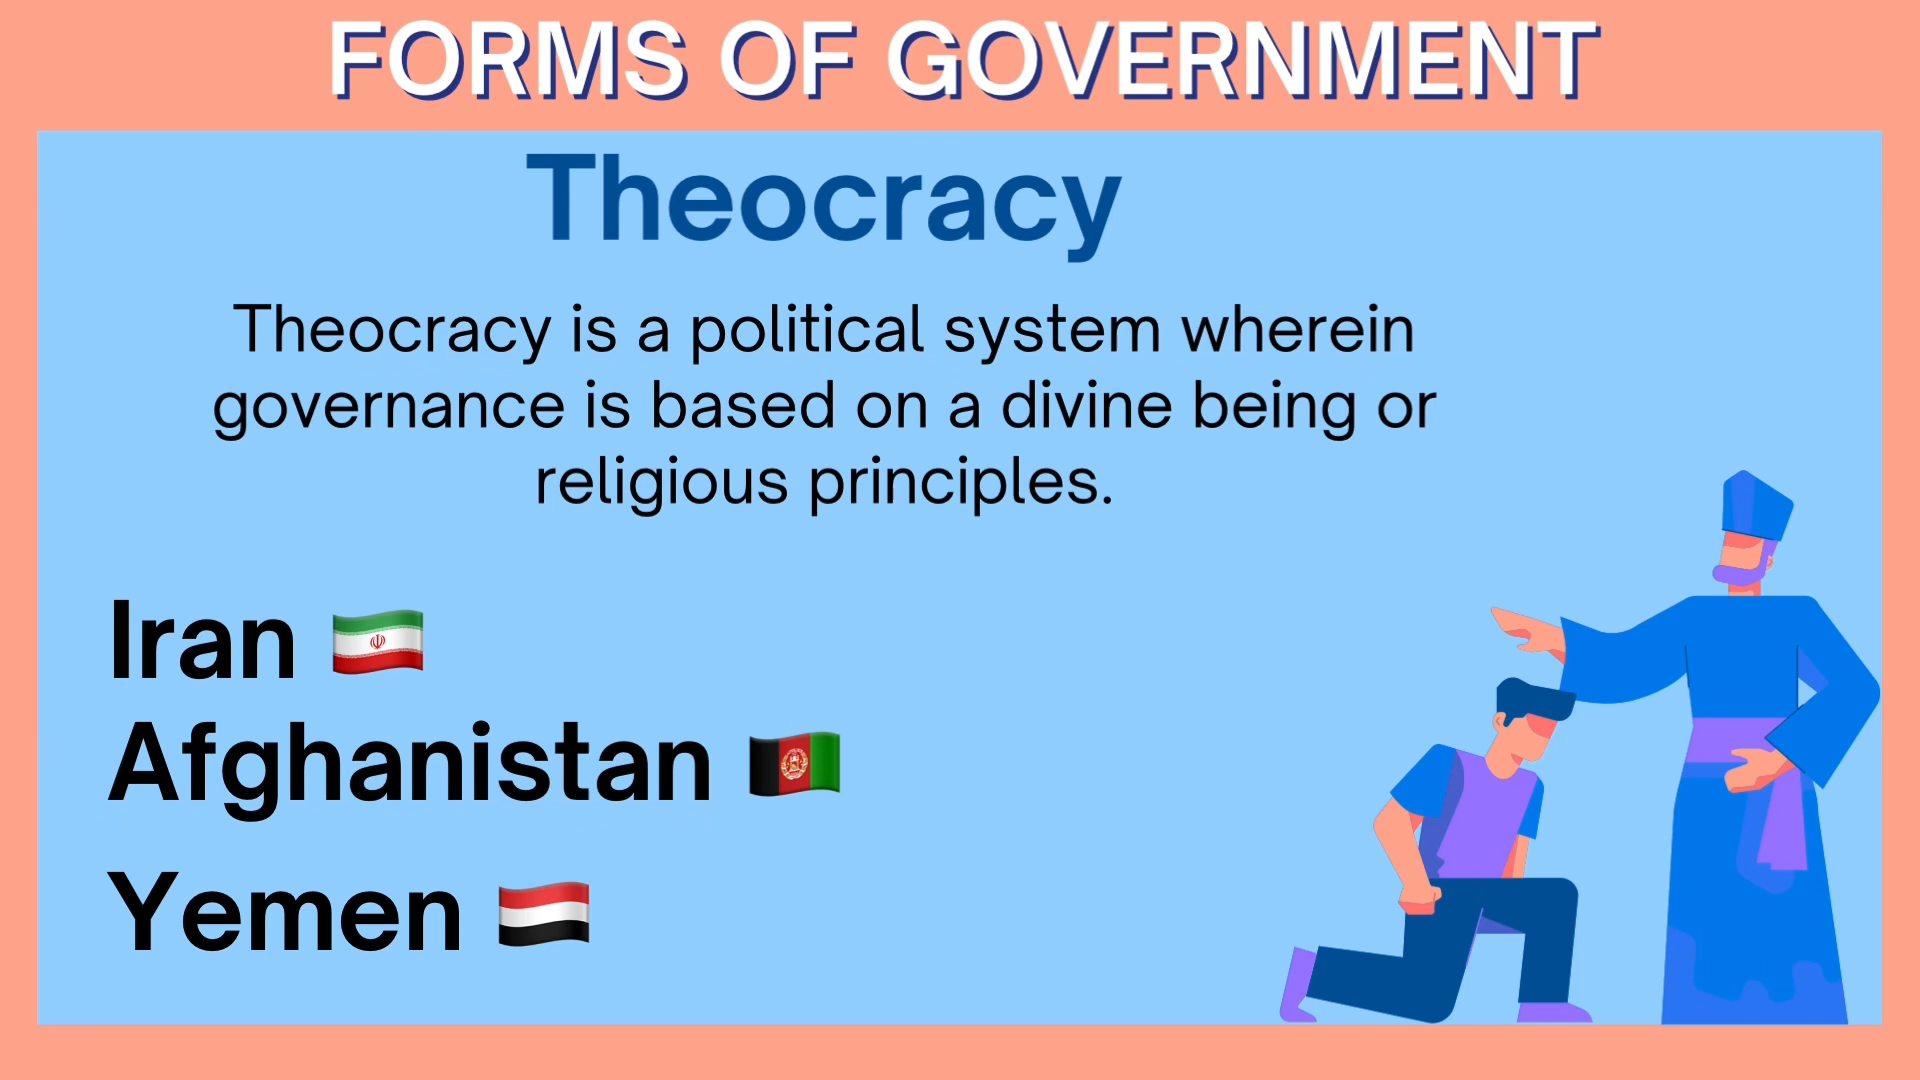 FORMS OF GOVERNMENT
Theocracy
Theocracy is a political system wherein
governance is based on a divine being or
religious principles.
Iran 🇮🇷
Afghanistan 🇦🇫
Yemen 🇾🇪